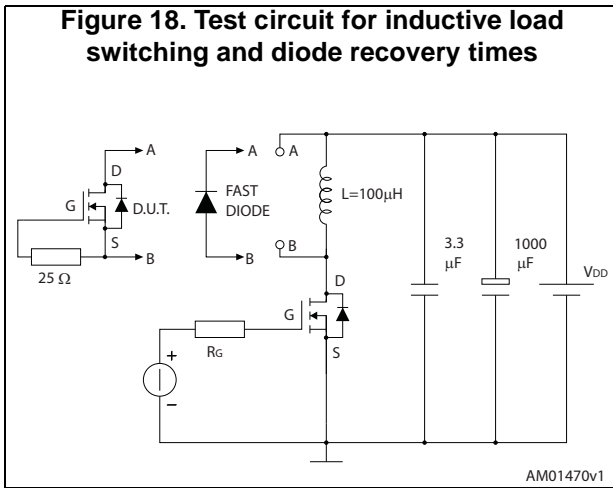 Figure 18. Test circuit for inductive load
switching and diode recovery times
A
D
G
D.U.T.
S
B
25 Ω
A
FAST
DIODE
B
A
L=100μH
B
D
G
S
RG
+
–
3.3
μF
1000
μF
VDD
AM01470v1